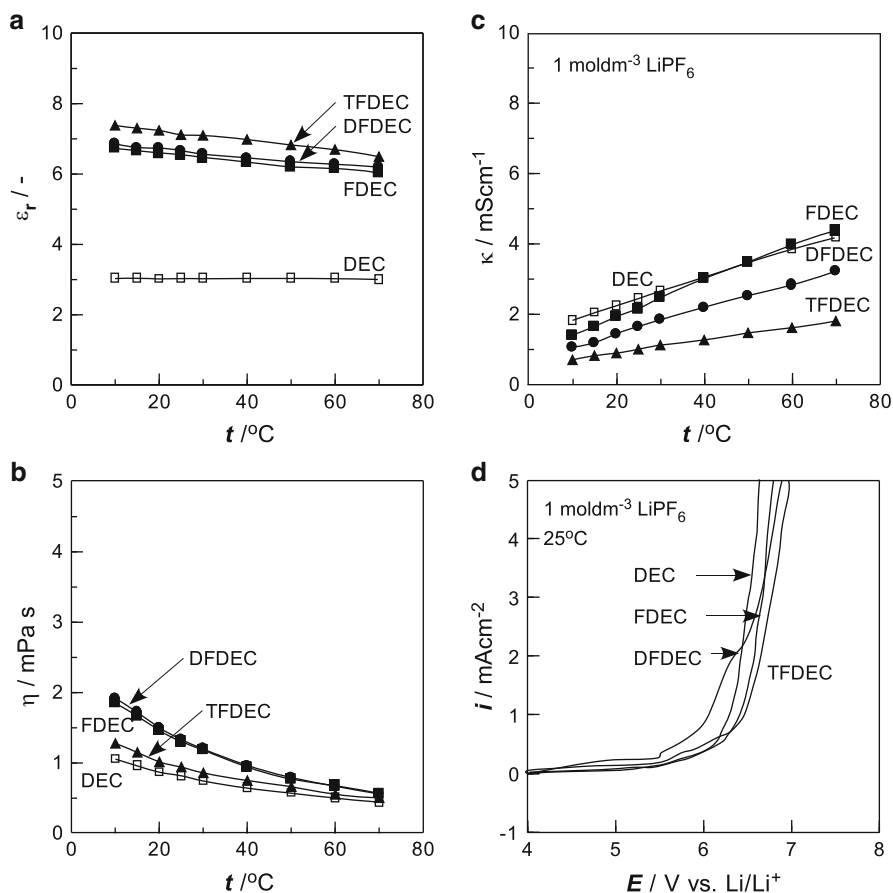 a
10
8
6
4
2
0
εr / -
TFDEC
DFDEC
FDEC
DEC
0 20 40 60 80
t /°C
c
10
8
6
4
2
0
κ / mScm-1
1 moldm-3 LiPF6
FDEC
DEC
DFDEC
TFDEC
0 20 40 60 80
t /°C
b
5
4
3
2
1
0
η / mPa s
DFDEC
TFDEC
FDEC
DEC
0 20 40 60 80
t /°C
d
5
4
3
2
1
0
-1
i / mAcm-2
1 moldm-3 LiPF6
25°C
DEC
FDEC
DFDEC
TFDEC
4 5 6 7 8
E / V vs. Li/Li+